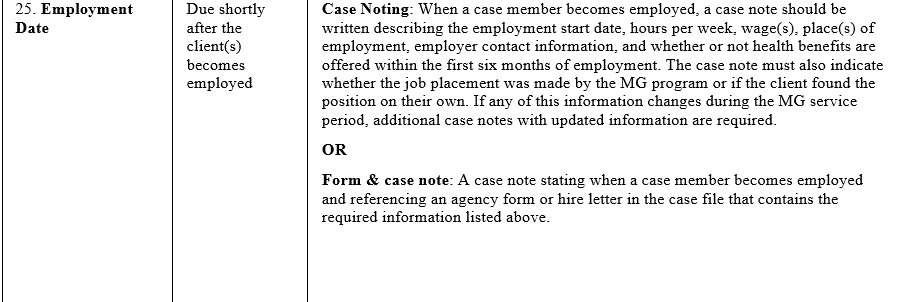 25. Employment
Date
Due shortly
after the
client(s)
becomes
employed
Case Noting: When a case member becomes employed, a case note should be
written describing the employment start date, hours per week, wage(s), place(s) of
employment, employer contact information, and whether or not health benefits are
offered within the first six months of employment. The case note must also indicate
whether the job placement was made by the MG program or if the client found the
position on their own. If any of this information changes during the MG service
period, additional case notes with updated information are required.
OR
Form & case note: A case note stating when a case member becomes employed
and referencing an agency form or hire letter in the case file that contains the
required information listed above.